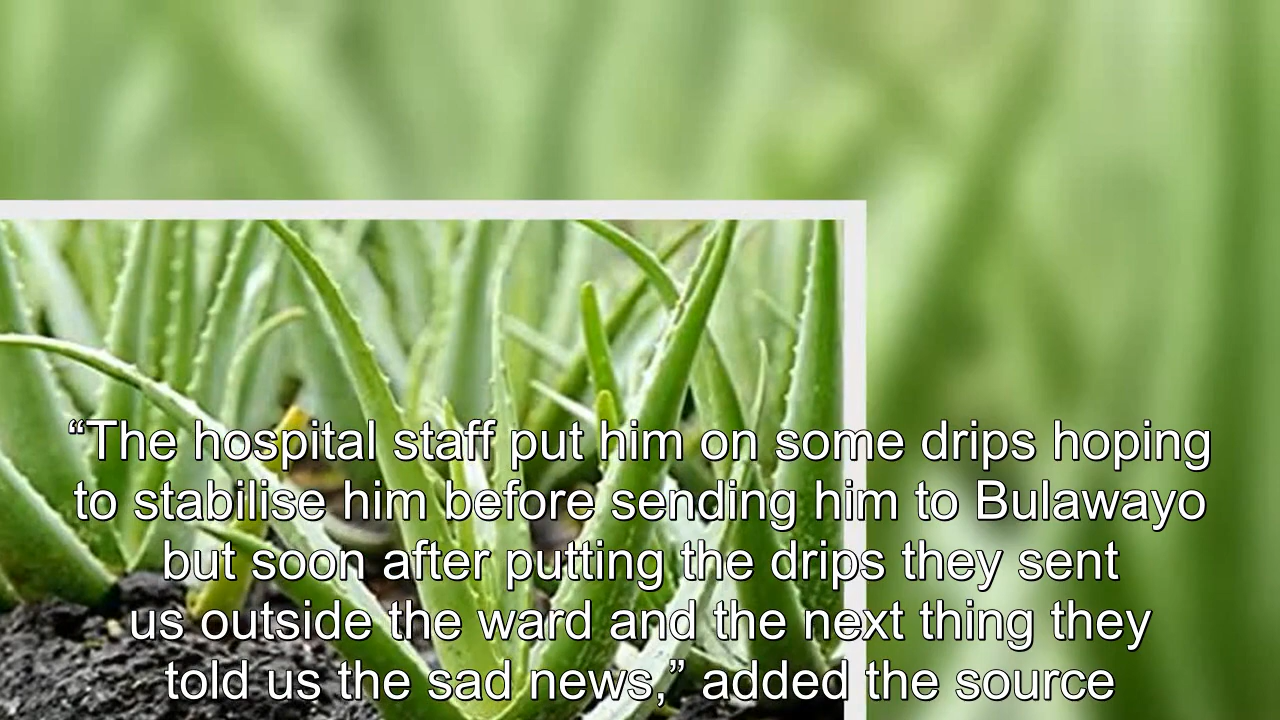 “The hospital staff put him on some drips hoping
to stabilise him before sending him to Bulawayo
but soon after putting the drips they sent
us outside the ward and the next thing they
told us the sad news,” added the source